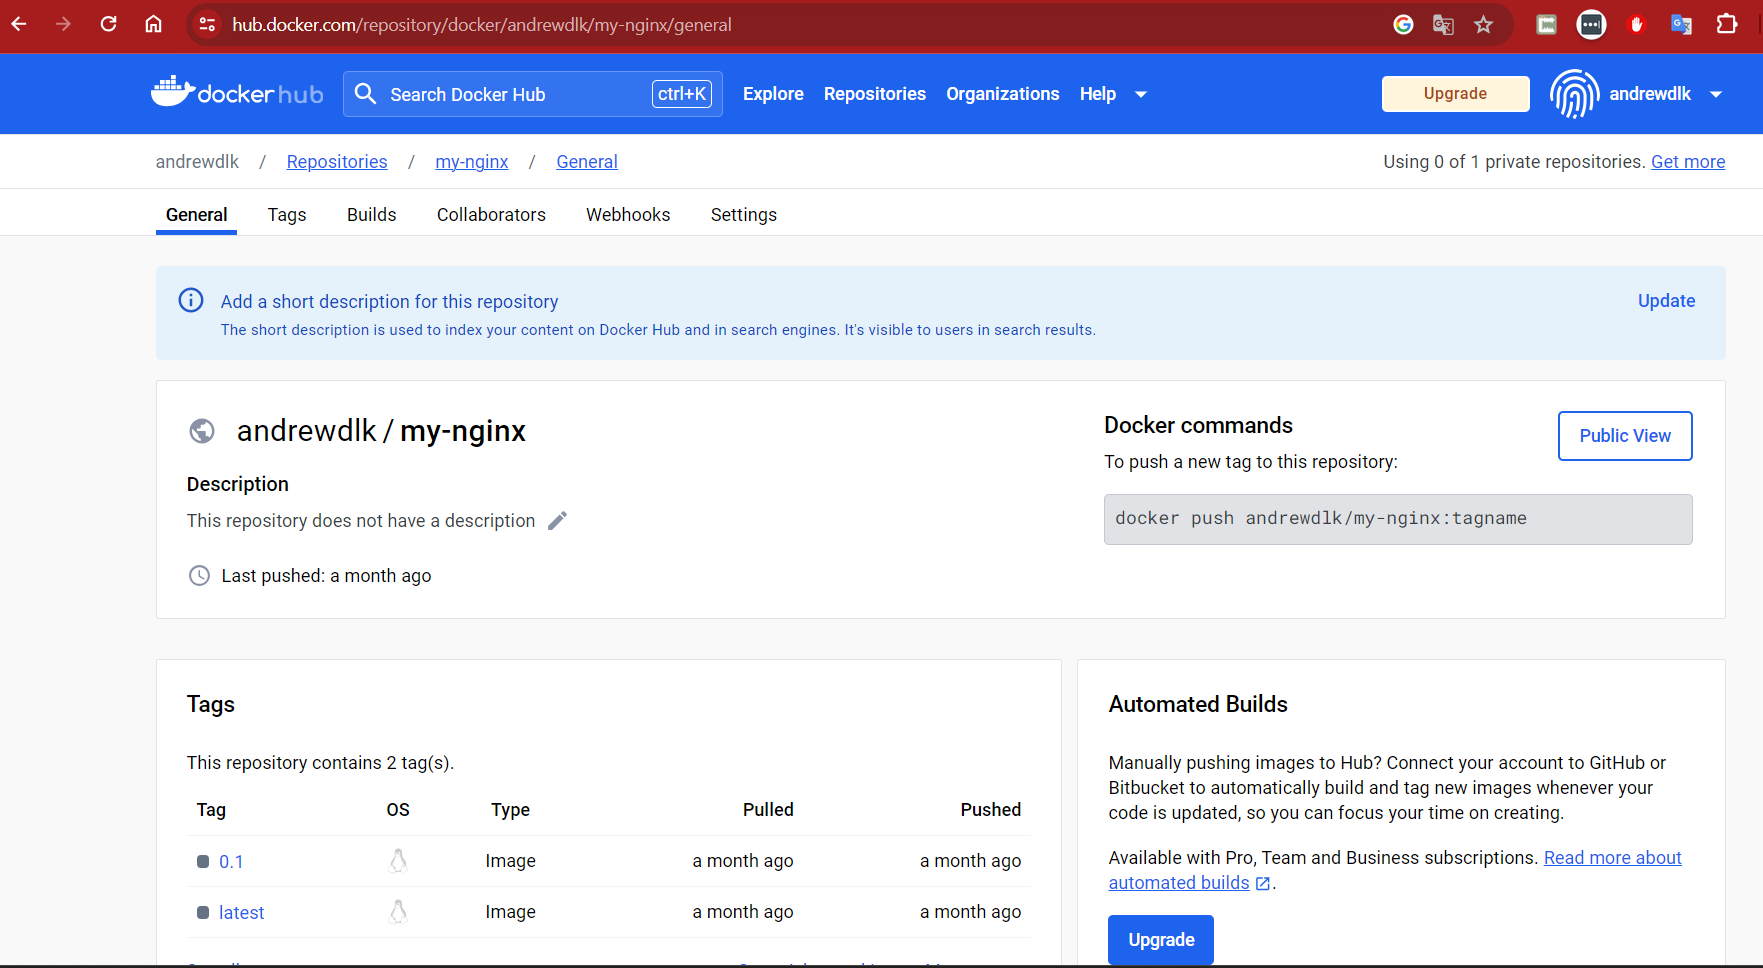 hub.docker.com/repository/docker/andrewdlk/my-nginx/general
dockerhub Search Docker Hub ctrl+K Explore Repositories Organizations Help Upgrade andrewdlk
andrewdlk / Repositories / my-nginx / General Using 0 of 1 private repositories. Get more
General Tags Builds Collaborators Webhooks Settings
Add a short description for this repository Update
The short description is used to index your content on Docker Hub and in search engines. It's visible to users in search results.
andrewdlk / my-nginx
Description
This repository does not have a description
Last pushed: a month ago
Docker commands
Public View
To push a new tag to this repository:
docker push andrewdlk/my-nginx:tagname
Tags
This repository contains 2 tag(s).
Tag OS Type Pulled Pushed
0.1 Image a month ago a month ago
latest Image a month ago a month ago
Automated Builds
Manually pushing images to Hub? Connect your account to GitHub or
Bitbucket to automatically build and tag new images whenever your
code is updated, so you can focus your time on creating.
Available with Pro, Team and Business subscriptions. Read more about
automated builds .
Upgrade